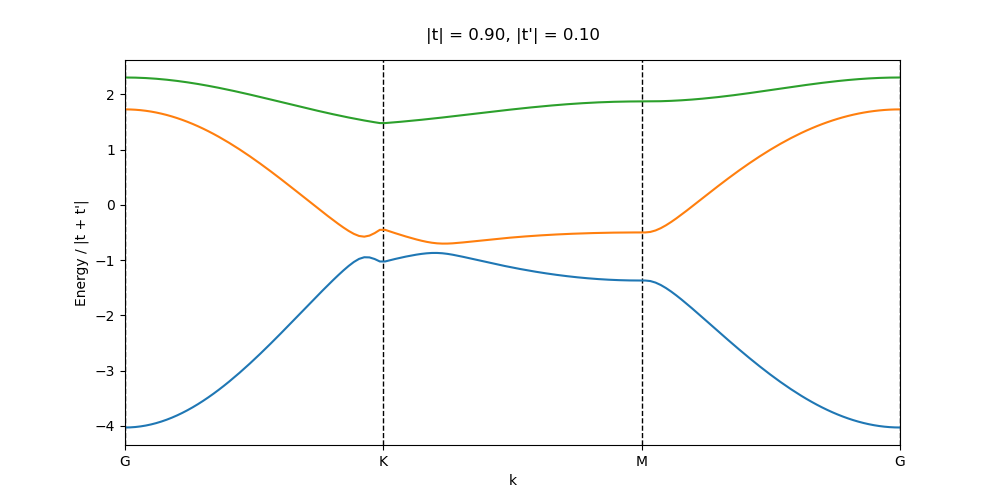 |t| = 0.90, |t'| = 0.10
Energy / |t + t'|
2
1
0
−1
−2
−3
−4
G K M G
k